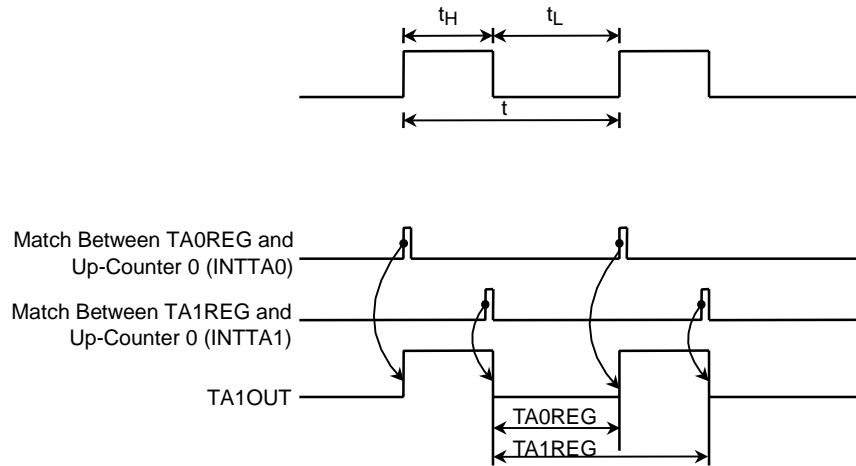 tH
tL
t
Match Between TA0REG and
Up-Counter 0 (INTTA0)
Match Between TA1REG and
Up-Counter 0 (INTTA1)
TA1OUT
TA0REG
TA1REG